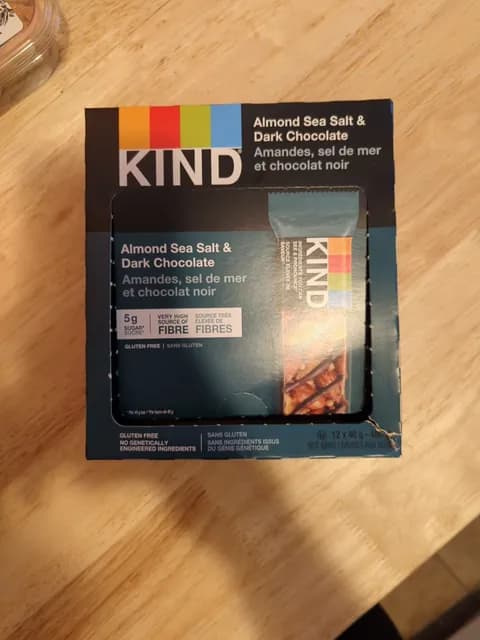 KIND
Almond Sea Salt &
Dark Chocolate
Amandes, sel de mer
et chocolat noir
Almond Sea Salt &
Dark Chocolate
Amandes, sel de mer
et chocolat noir
5g
SUGAR*
SUCRE*
VERY HIGH
SOURCE OF
FIBRE
SOURCE TRÈS
ÉLEVÉE DE
FIBRES
GLUTEN FREE | SANS GLUTEN
KIND
GLUTEN FREE
NO GENETICALLY
ENGINEERED INGREDIENTS
SANS GLUTEN
SANS INGRÉDIENTS ISSUS
DU GÉNIE GÉNÉTIQUE
12 x 40 g